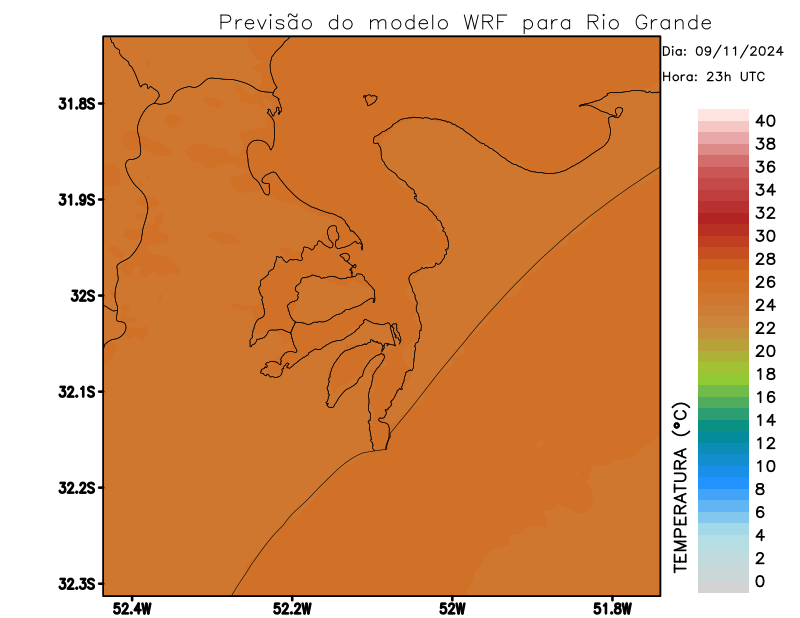 Previsão do modelo WRF para Rio Grande
Dia: 09/11/2024
Hora: 23h UTC
31.8S
31.9S
32S
32.1S
32.2S
32.3S
52.4W
52.2W
52W
51.8W
TEMPERATURA (°C)
40
38
36
34
32
30
28
26
24
22
20
18
16
14
12
10
8
6
4
2
0